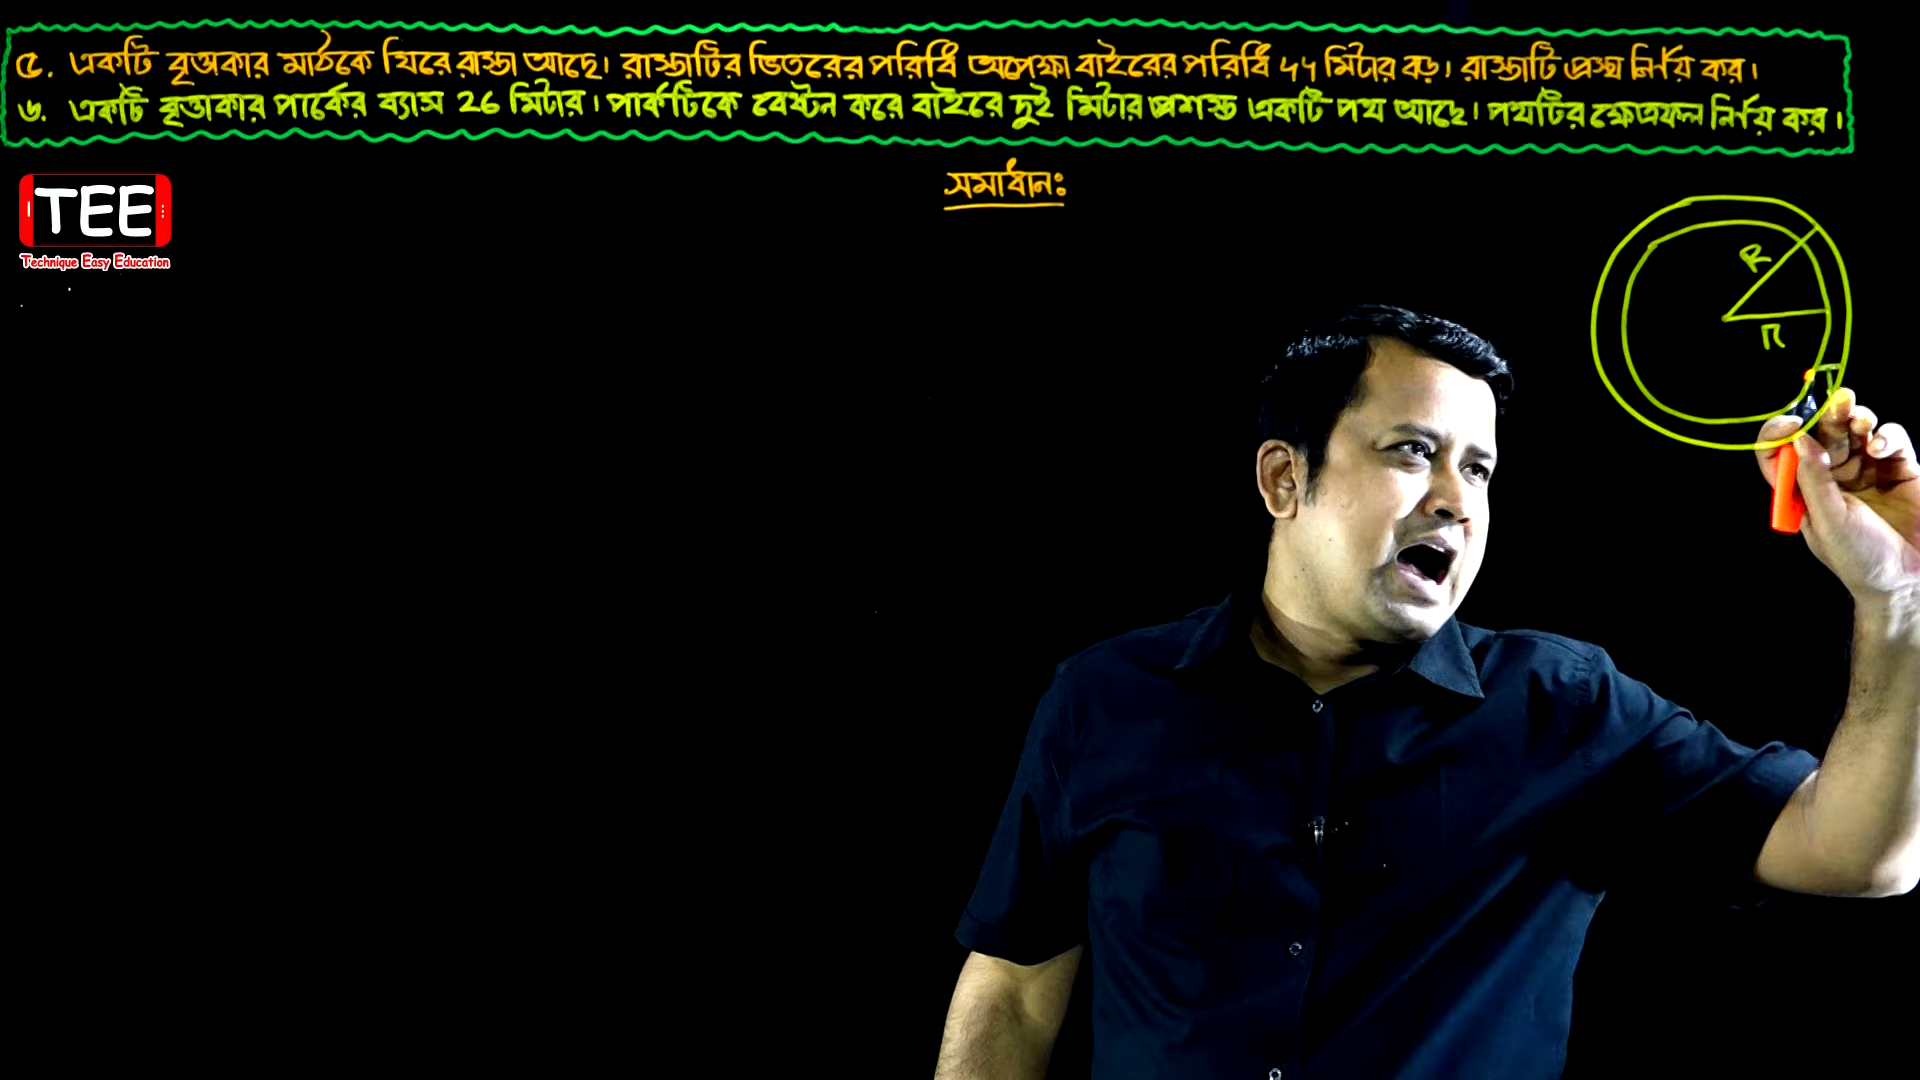 ৫. একটি বৃত্তাকার মাঠকে ঘিরে রাস্তা আছে। রাস্তাটির ভিতরের পরিধি অপেক্ষা বাইরের পরিধি 44 মিটার বড়। রাস্তাটি প্রস্থ নির্ণয় কর।
৬. একটি বৃত্তাকার পার্কের ব্যাস 26 মিটার। পার্কটিকে বেষ্টন করে বাইরে দুই মিটার প্রশস্ত একটি পথ আছে। পথটির ক্ষেত্রফল নির্ণয় কর।
সমাধানঃ
TEE
Technique Easy Education
R
r